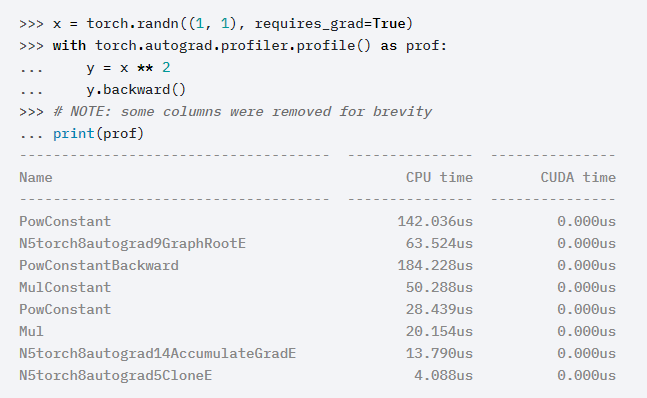 >>> x = torch.randn((1, 1), requires_grad=True)
>>> with torch.autograd.profiler.profile() as prof:
...     y = x ** 2
...     y.backward()
>>> # NOTE: some columns were removed for brevity
... print(prof)
-------------------------------------  ---------------  ---------------
Name                                          CPU time        CUDA time
-------------------------------------  ---------------  ---------------
PowConstant                                  142.036us          0.000us
N5torch8autograd9GraphRootE                   63.524us          0.000us
PowConstantBackward                          184.228us          0.000us
MulConstant                                   50.288us          0.000us
PowConstant                                   28.439us          0.000us
Mul                                           20.154us          0.000us
N5torch8autograd14AccumulateGradE             13.790us          0.000us
N5torch8autograd5CloneE                        4.088us          0.000us